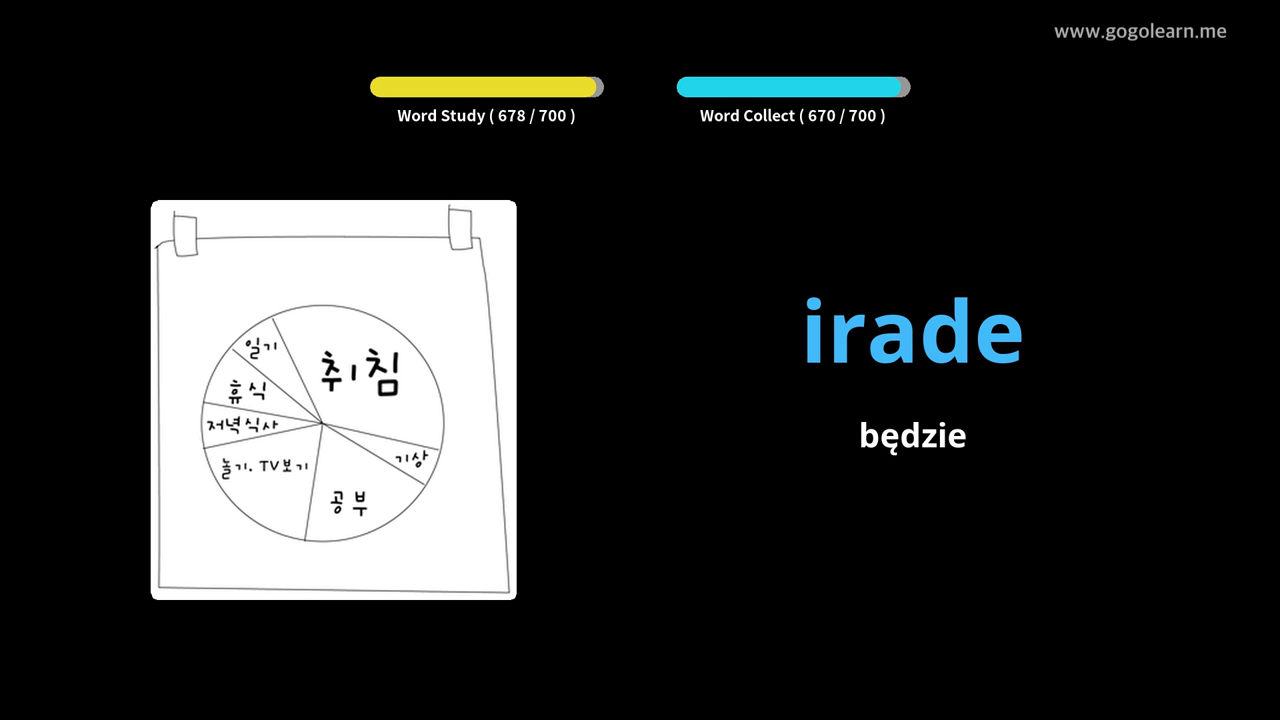 www.gogolearn.me
Word Study ( 678 / 700 )
Word Collect ( 670 / 700 )
일기
취침
휴식
저녁식사
놀기. TV보기
기상
공부
irade
będzie